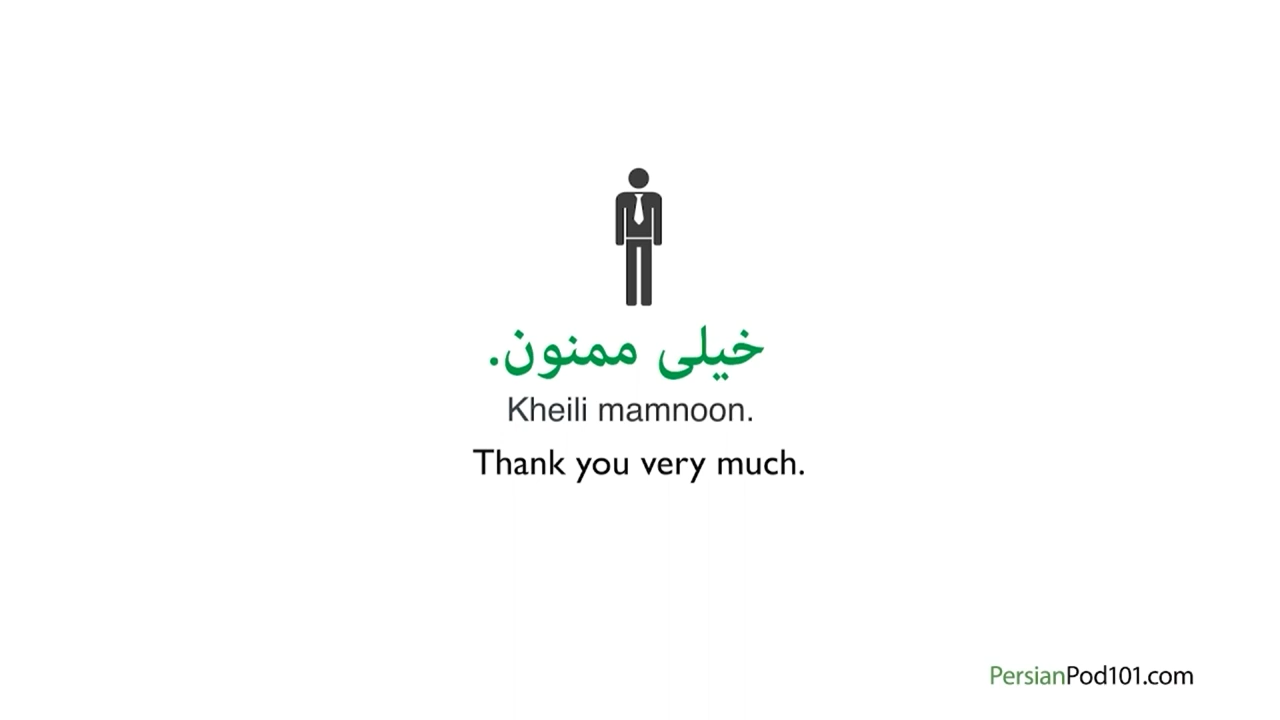 خیلی ممنون.
Kheili mamnoon.
Thank you very much.
PersianPod101.com